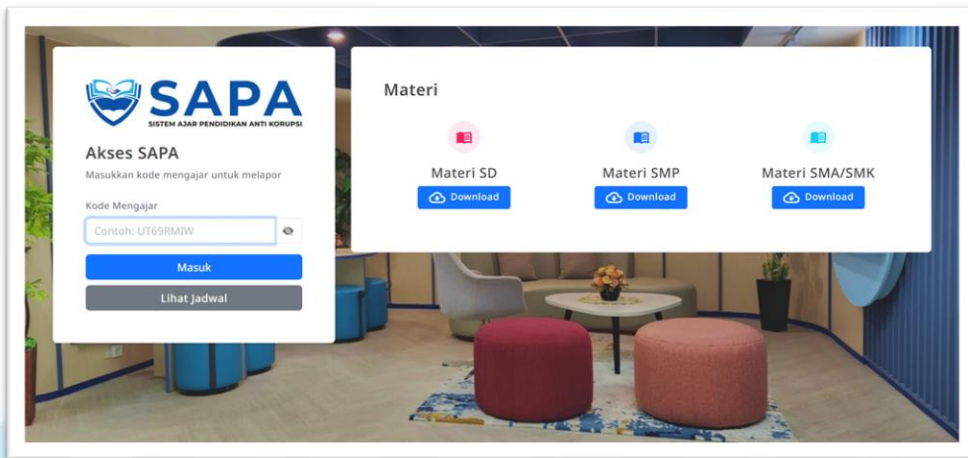 SAPA
SISTEM AJAR PENDIDIKAN ANTI KORUPSI
Akses SAPA
Masukkan kode mengajar untuk melapor
Kode Mengajar
Contoh: UT69RMIW
Masuk
Lihat Jadwal
Materi
Materi SD
Download
Materi SMP
Download
Materi SMA/SMK
Download